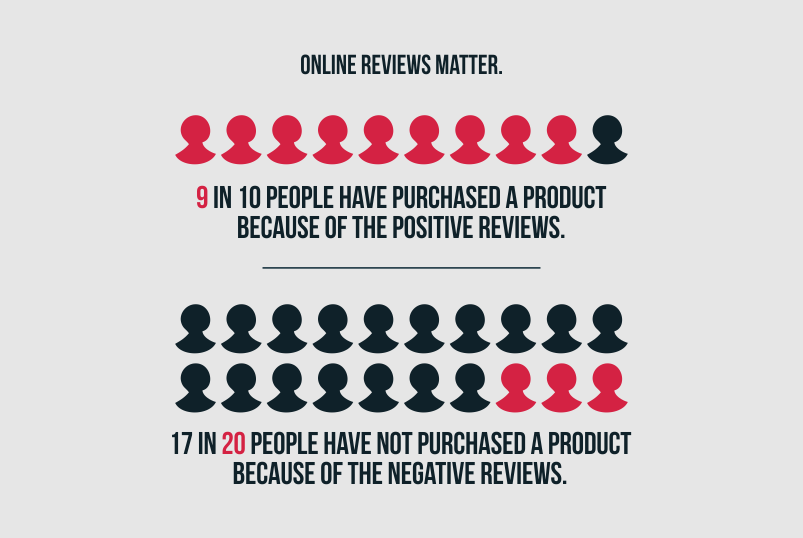 ONLINE REVIEWS MATTER.
9 IN 10 PEOPLE HAVE PURCHASED A PRODUCT
BECAUSE OF THE POSITIVE REVIEWS.
17 IN 20 PEOPLE HAVE NOT PURCHASED A PRODUCT
BECAUSE OF THE NEGATIVE REVIEWS.